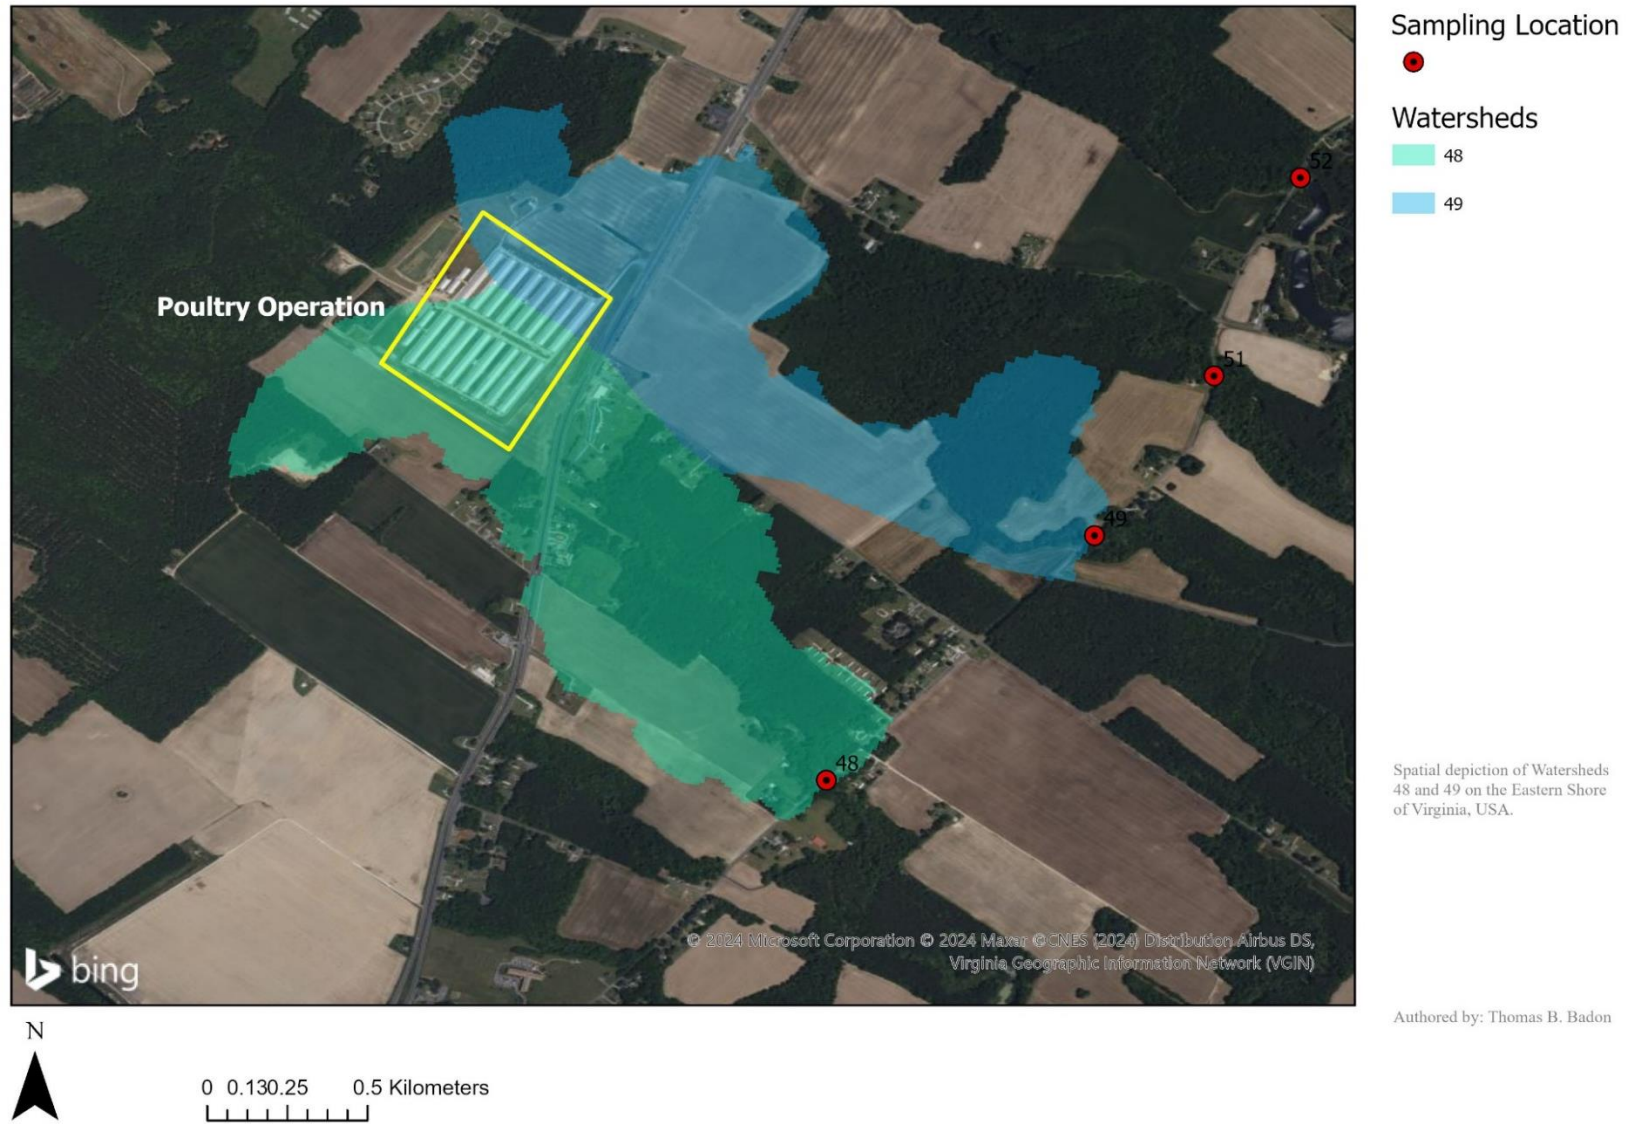 Sampling Location
Watersheds
48
49
52
51
Poultry Operation
49
48
Spatial depiction of Watersheds
48 and 49 on the Eastern Shore
of Virginia, USA.
© 2024 Microsoft Corporation © 2024 Maxar ©CNES (2024) Distribution Airbus DS,
Virginia Geographic Information Network (VGIN)
bing
Authored by: Thomas B. Badon
N
0 0.130.25 0.5 Kilometers